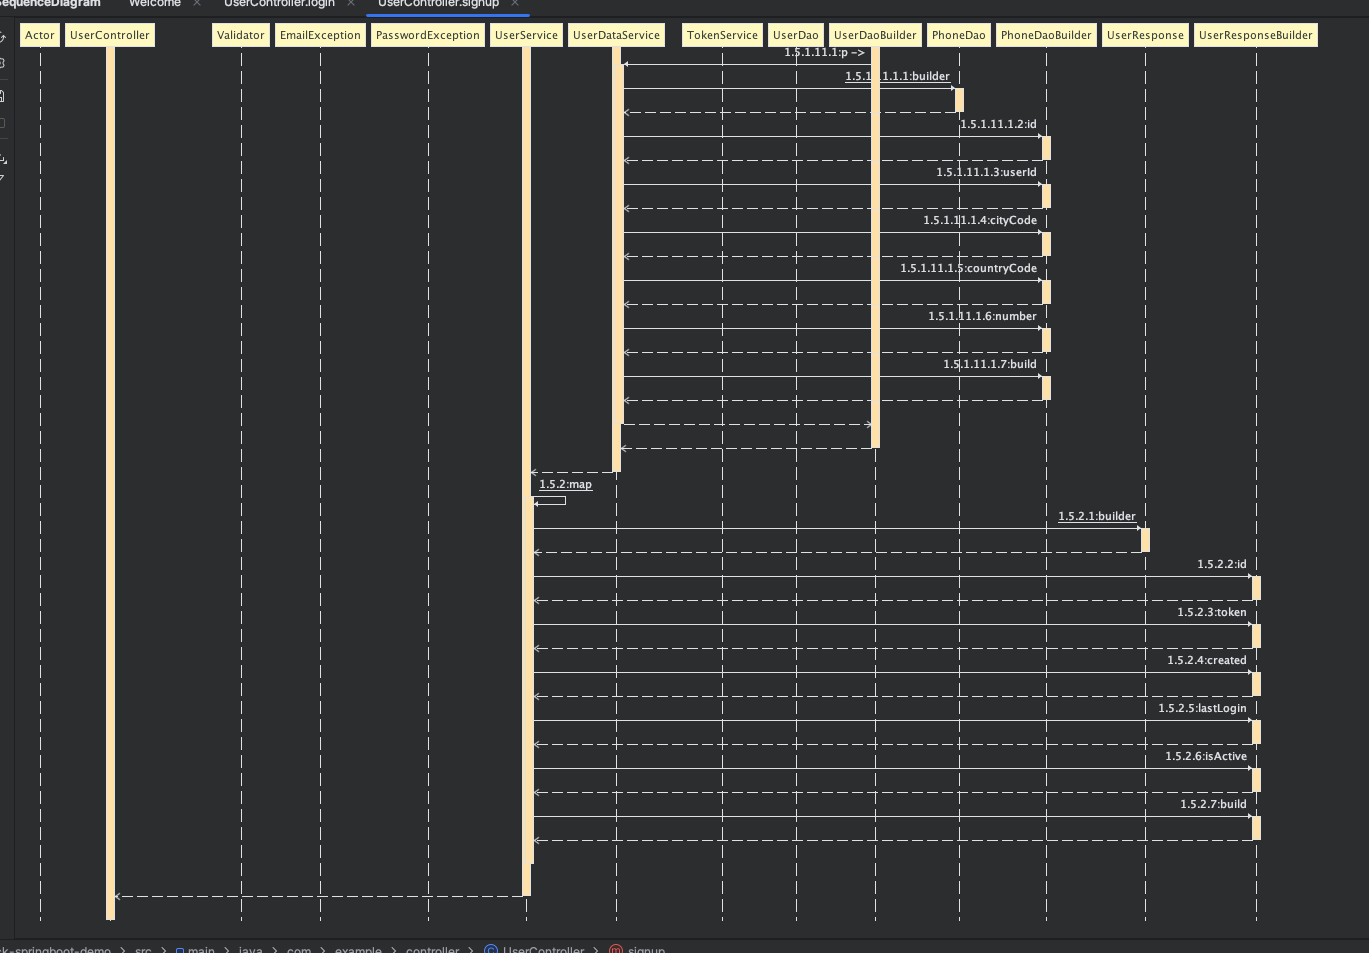 SequenceDiagram
Welcome
UserController.login
UserController.signup
Actor
UserController
Validator
EmailException
PasswordException
UserService
UserDataService
TokenService
UserDao
UserDaoBuilder
PhoneDao
PhoneDaoBuilder
UserResponse
UserResponseBuilder
1.5.1.11.1:p ->
1.5.1.11.1.1:builder
1.5.1.11.1.2:id
1.5.1.11.1.3:userId
1.5.1.11.1.4:cityCode
1.5.1.11.1.5:countryCode
1.5.1.11.1.6:number
1.5.1.11.1.7:build
1.5.2:map
1.5.2.1:builder
1.5.2.2:id
1.5.2.3:token
1.5.2.4:created
1.5.2.5:lastLogin
1.5.2.6:isActive
1.5.2.7:build
k-springboot-demo > src > main > java > com > example > controller > UserController > signup